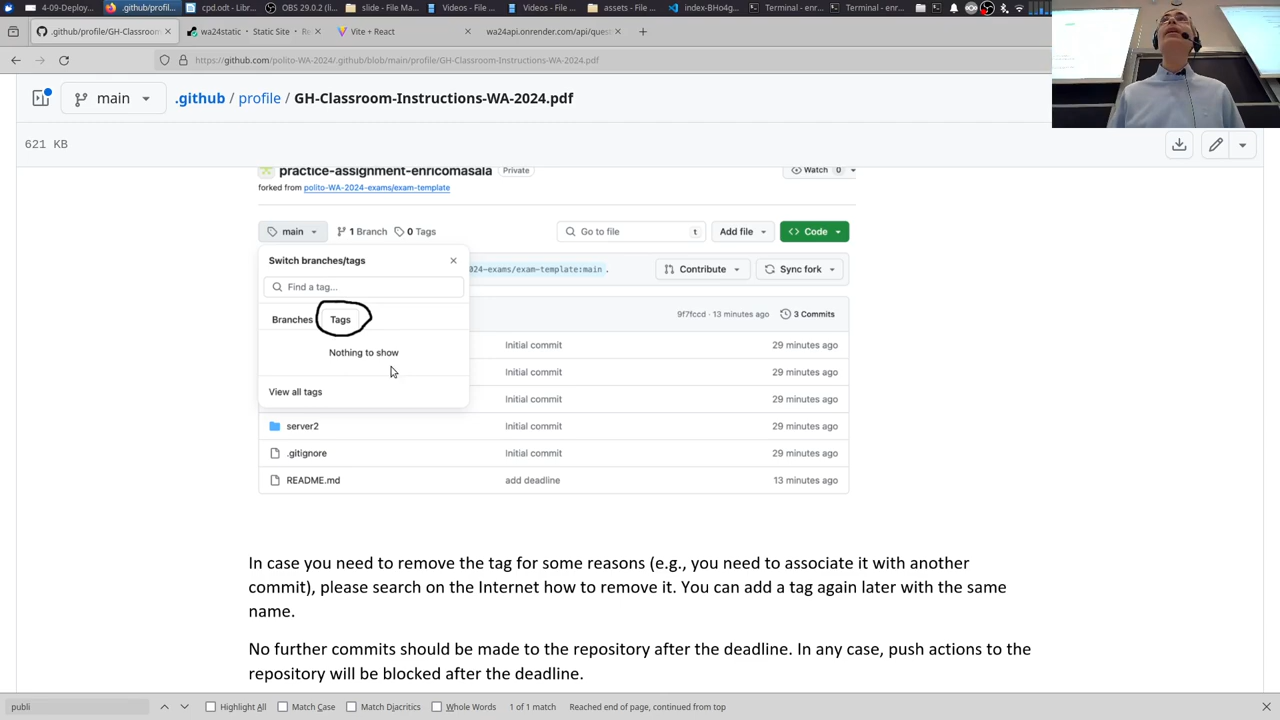 4-09-Deploy
.github/profile
rpodcst - Libr
OBS 29.0.2 (l
e - File Ma
Videos - File
Videos - File
assets - File
index-BHo4g
Terminal - enr
Terminal - enr
.github/profile/GH-Classroom
wa24static · Static Site · Re
Vite + React
wa24api.onrender.com/api/quest
https://github.com/polito-WA-2024/.github/blob/main/profile/GH-Classroom-Instructions-WA-2024.pdf
main
.github / profile / GH-Classroom-Instructions-WA-2024.pdf
621 KB
practice-assignment-enricomasala Private
Watch 0
forked from polito-WA-2024-exams/exam-template
main 1 Branch 0 Tags Go to file t Add file Code
Switch branches/tags
024-exams/exam-template:main . Contribute Sync fork
Find a tag...
Branches Tags
9f7fccd · 13 minutes ago 3 Commits
Initial commit 29 minutes ago
Nothing to show
Initial commit 29 minutes ago
View all tags Initial commit 29 minutes ago
server2 Initial commit 29 minutes ago
.gitignore Initial commit 29 minutes ago
README.md add deadline 13 minutes ago
In case you need to remove the tag for some reasons (e.g., you need to associate it with another
commit), please search on the Internet how to remove it. You can add a tag again later with the same
name.
No further commits should be made to the repository after the deadline. In any case, push actions to the
repository will be blocked after the deadline.
publi Highlight All Match Case Match Diacritics Whole Words 1 of 1 match Reached end of page, continued from top